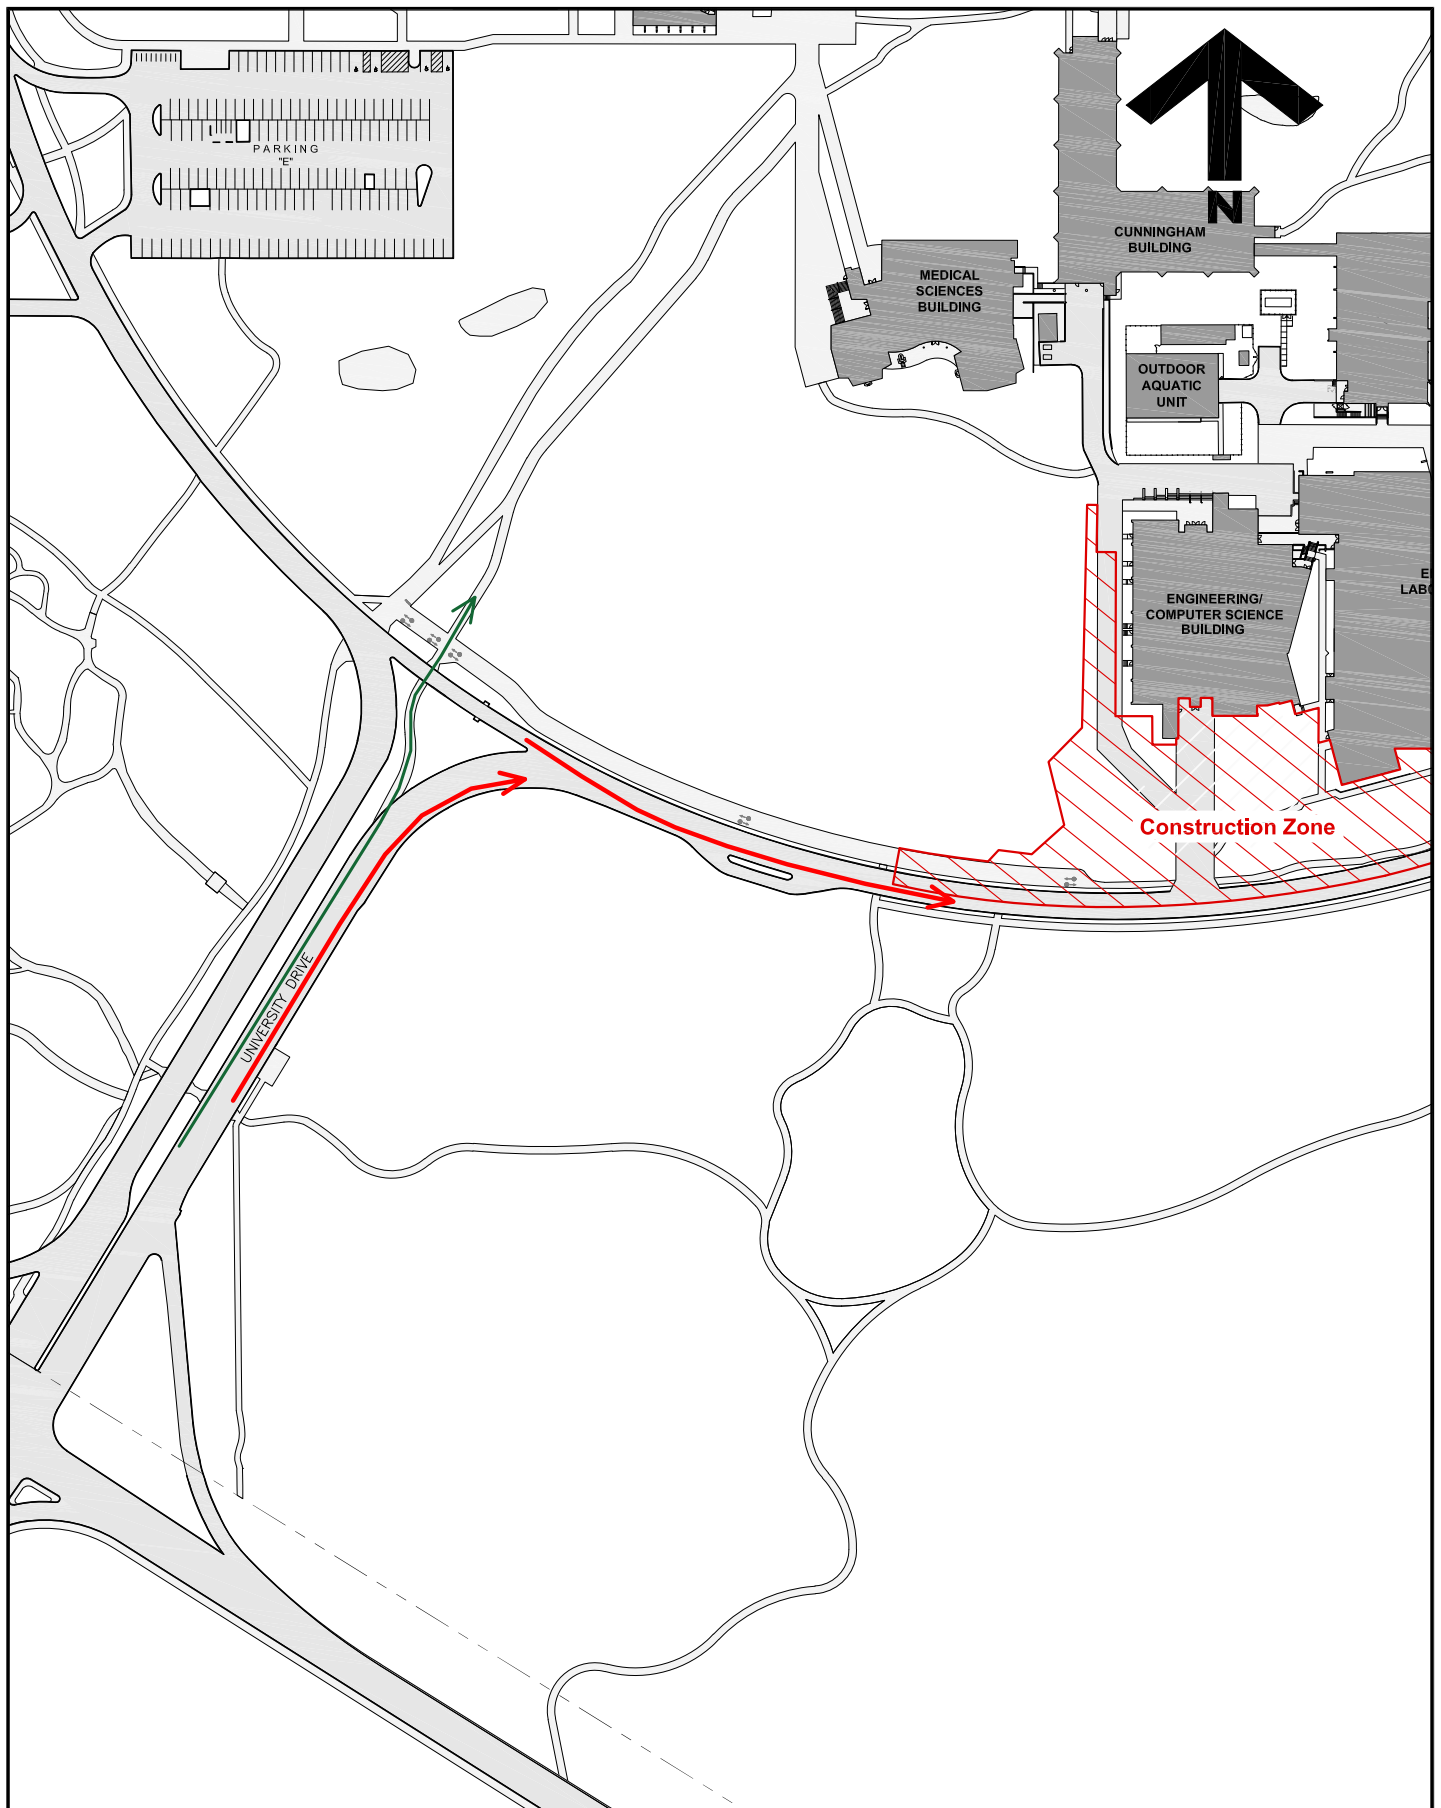 PARKING
"E"
N
CUNNINGHAM
BUILDING
MEDICAL
SCIENCES
BUILDING
OUTDOOR
AQUATIC
UNIT
ENGINEERING/
COMPUTER SCIENCE
BUILDING
Construction Zone
UNIVERSITY DRIVE